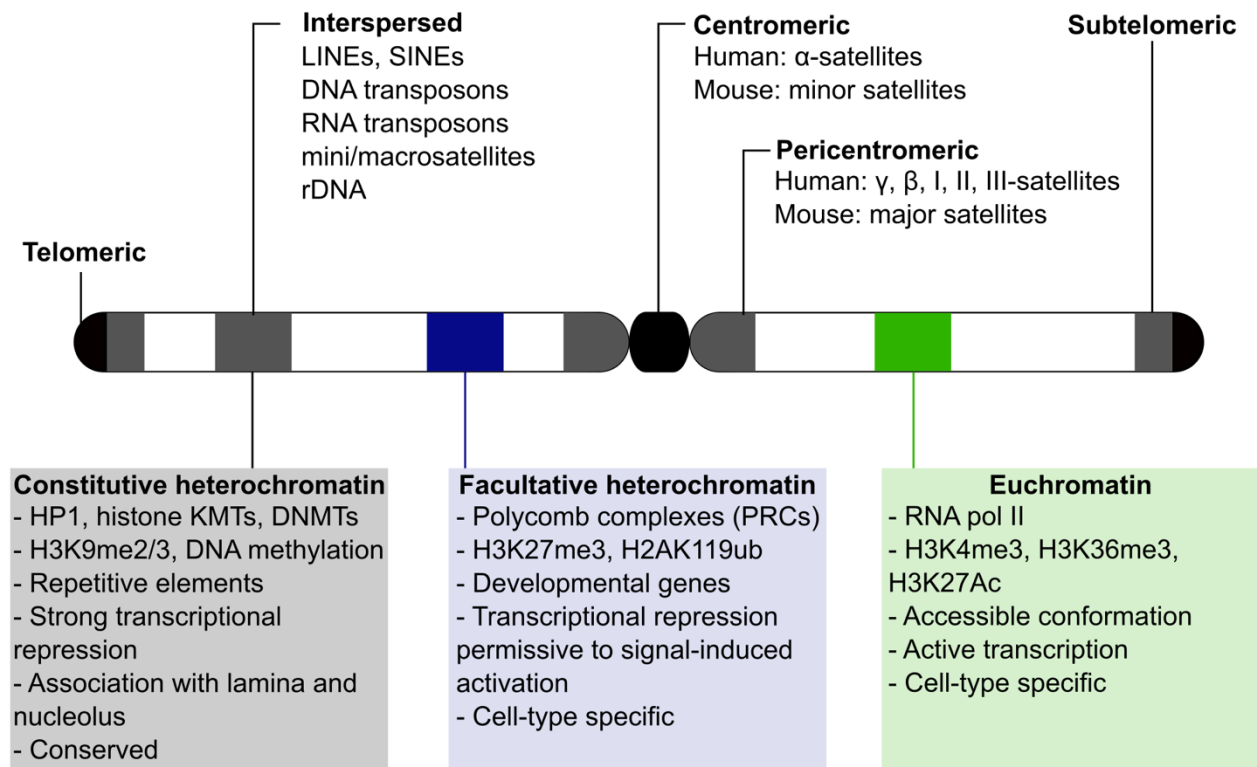 Interspersed
LINEs, SINEs
DNA transposons
RNA transposons
mini/macrosatellites
rDNA
Centromeric
Human: α-satellites
Mouse: minor satellites
Subtelomeric
Pericentromeric
Human: γ, β, I, II, III-satellites
Mouse: major satellites
Telomeric
Constitutive heterochromatin
- HP1, histone KMTs, DNMTs
- H3K9me2/3, DNA methylation
- Repetitive elements
- Strong transcriptional
repression
- Association with lamina and
nucleolus
- Conserved
Facultative heterochromatin
- Polycomb complexes (PRCs)
- H3K27me3, H2AK119ub
- Developmental genes
- Transcriptional repression
permissive to signal-induced
activation
- Cell-type specific
Euchromatin
- RNA pol II
- H3K4me3, H3K36me3,
H3K27Ac
- Accessible conformation
- Active transcription
- Cell-type specific